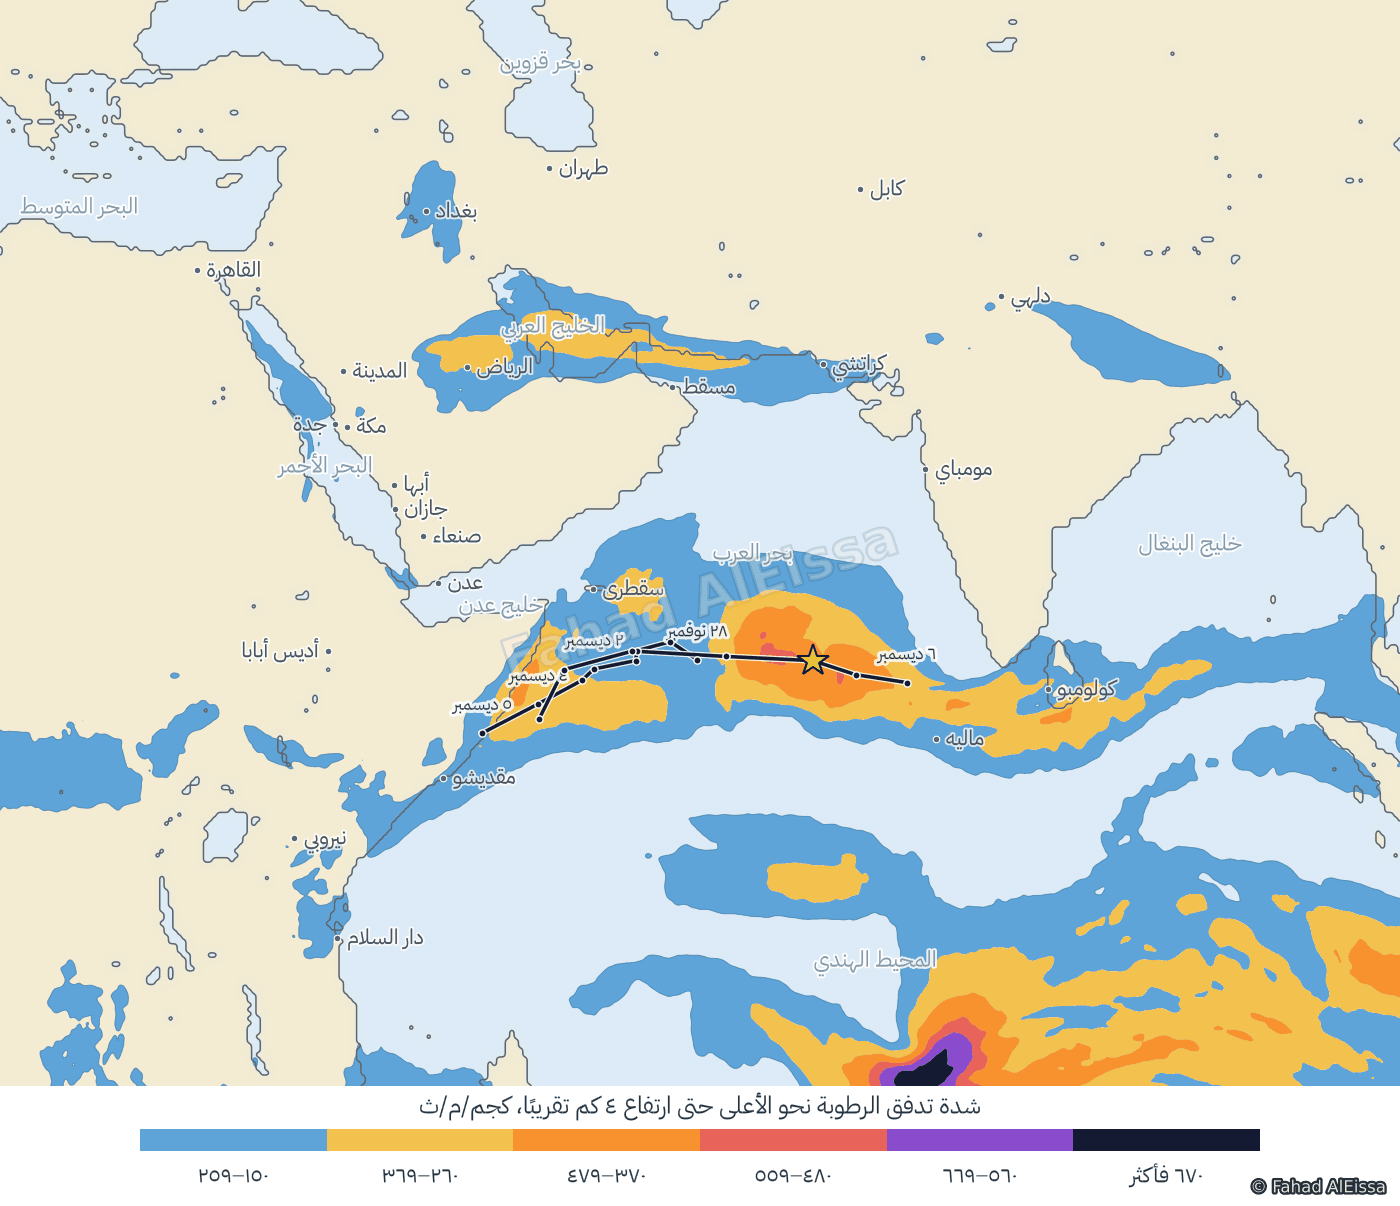 بحر قزوين
طهران
كابل
البحر المتوسط
بغداد
القاهرة
دلهي
الخليج العربي
الرياض
المدينة
كراتشي
مسقط
جدة
مكة
البحر الأحمر
مومباي
أبها
جازان
صنعاء
خليج البنغال
بحر العرب
Fahad AlEissa
عدن
سقطرى
خليج عدن
٢٨ نوفمبر
٢ ديسمبر
أديس أبابا
٦ ديسمبر
٤ ديسمبر
كولومبو
٥ ديسمبر
ماليه
مقديشو
نيروبي
دار السلام
المحيط الهندي
شدة تدفق الرطوبة نحو الأعلى حتى ارتفاع ٤ كم تقريبًا، كجم/م/ث
١٥٠–٢٥٩
٢٦٠–٣٦٩
٣٧٠–٤٧٩
٤٨٠–٥٥٩
٥٦٠–٦٦٩
٦٧٠ فأكثر
© Fahad AlEissa